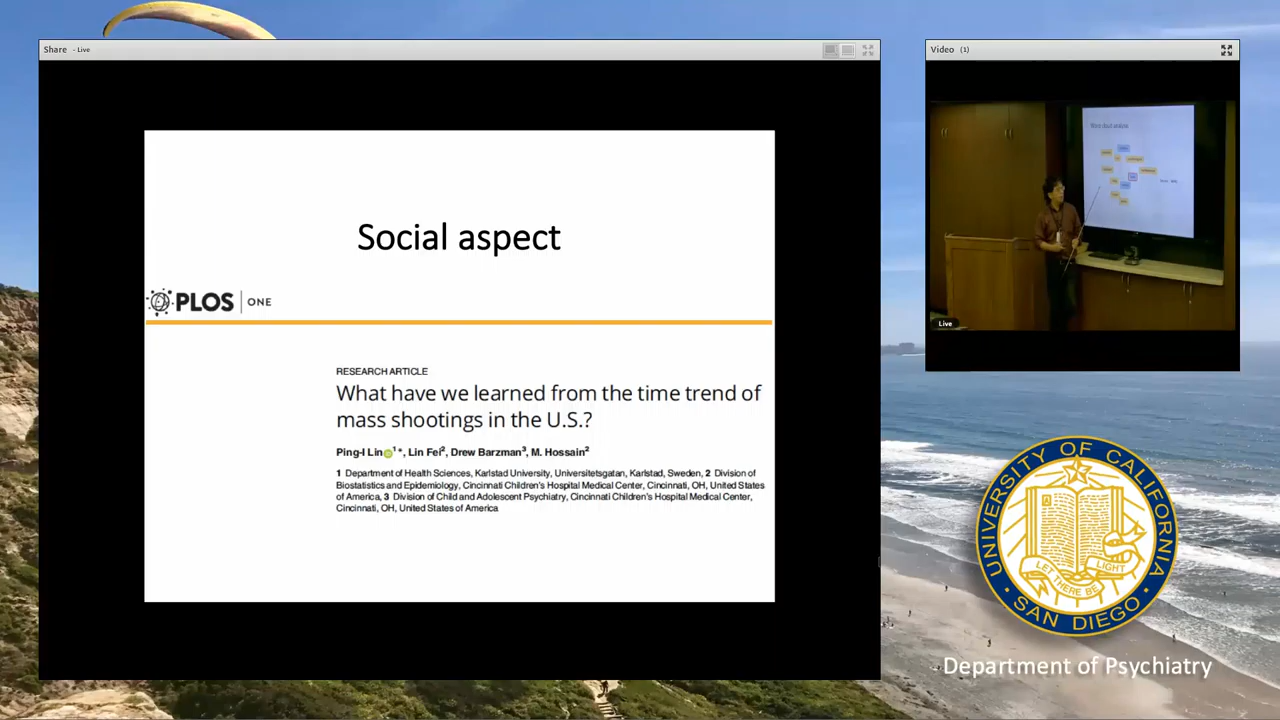 Share - Live
Video (1)
Social aspect
PLOS ONE
RESEARCH ARTICLE
What have we learned from the time trend of
mass shootings in the U.S.?
Ping-I Lin 1*, Lin Fei2, Drew Barzman3, M. Hossain2
1 Department of Health Sciences, Karlstad University, Universitetsgatan, Karlstad, Sweden, 2 Division of
Biostatistics and Epidemiology, Cincinnati Children's Hospital Medical Center, Cincinnati, OH, United States
of America, 3 Division of Child and Adolescent Psychiatry, Cincinnati Children's Hospital Medical Center,
Cincinnati, OH, United States of America
Live
UNIVERSITY OF CALIFORNIA
LET THERE BE LIGHT
SAN DIEGO
Department of Psychiatry